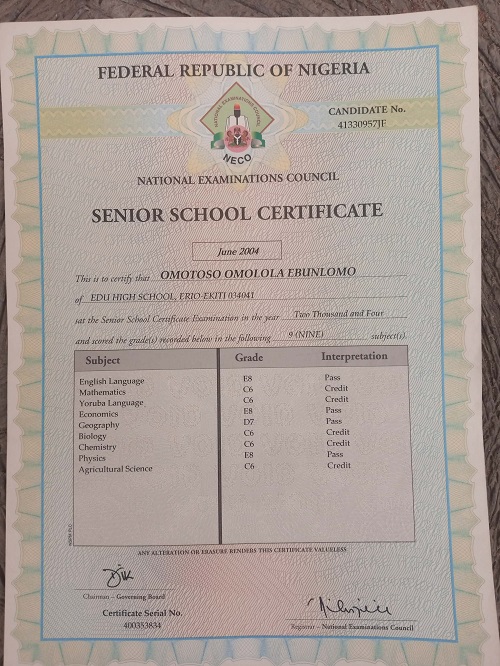 FEDERAL REPUBLIC OF NIGERIA
CANDIDATE No.
41330957JF
NATIONAL EXAMINATIONS COUNCIL
NECO
NATIONAL EXAMINATIONS COUNCIL
SENIOR SCHOOL CERTIFICATE
June 2004
This is to certify that OMOTOSO OMOLOLA EBUNLOMO
of EDU HIGH SCHOOL, ERIO-EKITI 034041
sat the Senior School Certificate Examination in the year Two Thousand and Four
and scored the grade(s) recorded below in the following 9 (NINE) subject(s).
Subject Grade Interpretation
English Language E8 Pass
Mathematics C6 Credit
Yoruba Language C6 Credit
Economics E8 Pass
Geography D7 Pass
Biology C6 Credit
Chemistry C6 Credit
Physics E8 Pass
Agricultural Science C6 Credit
ANY ALTERATION OR ERASURE RENDERS THIS CERTIFICATE VALUELESS
Chairman – Governing Board
Certificate Serial No.
400353834
Registrar – National Examinations Council